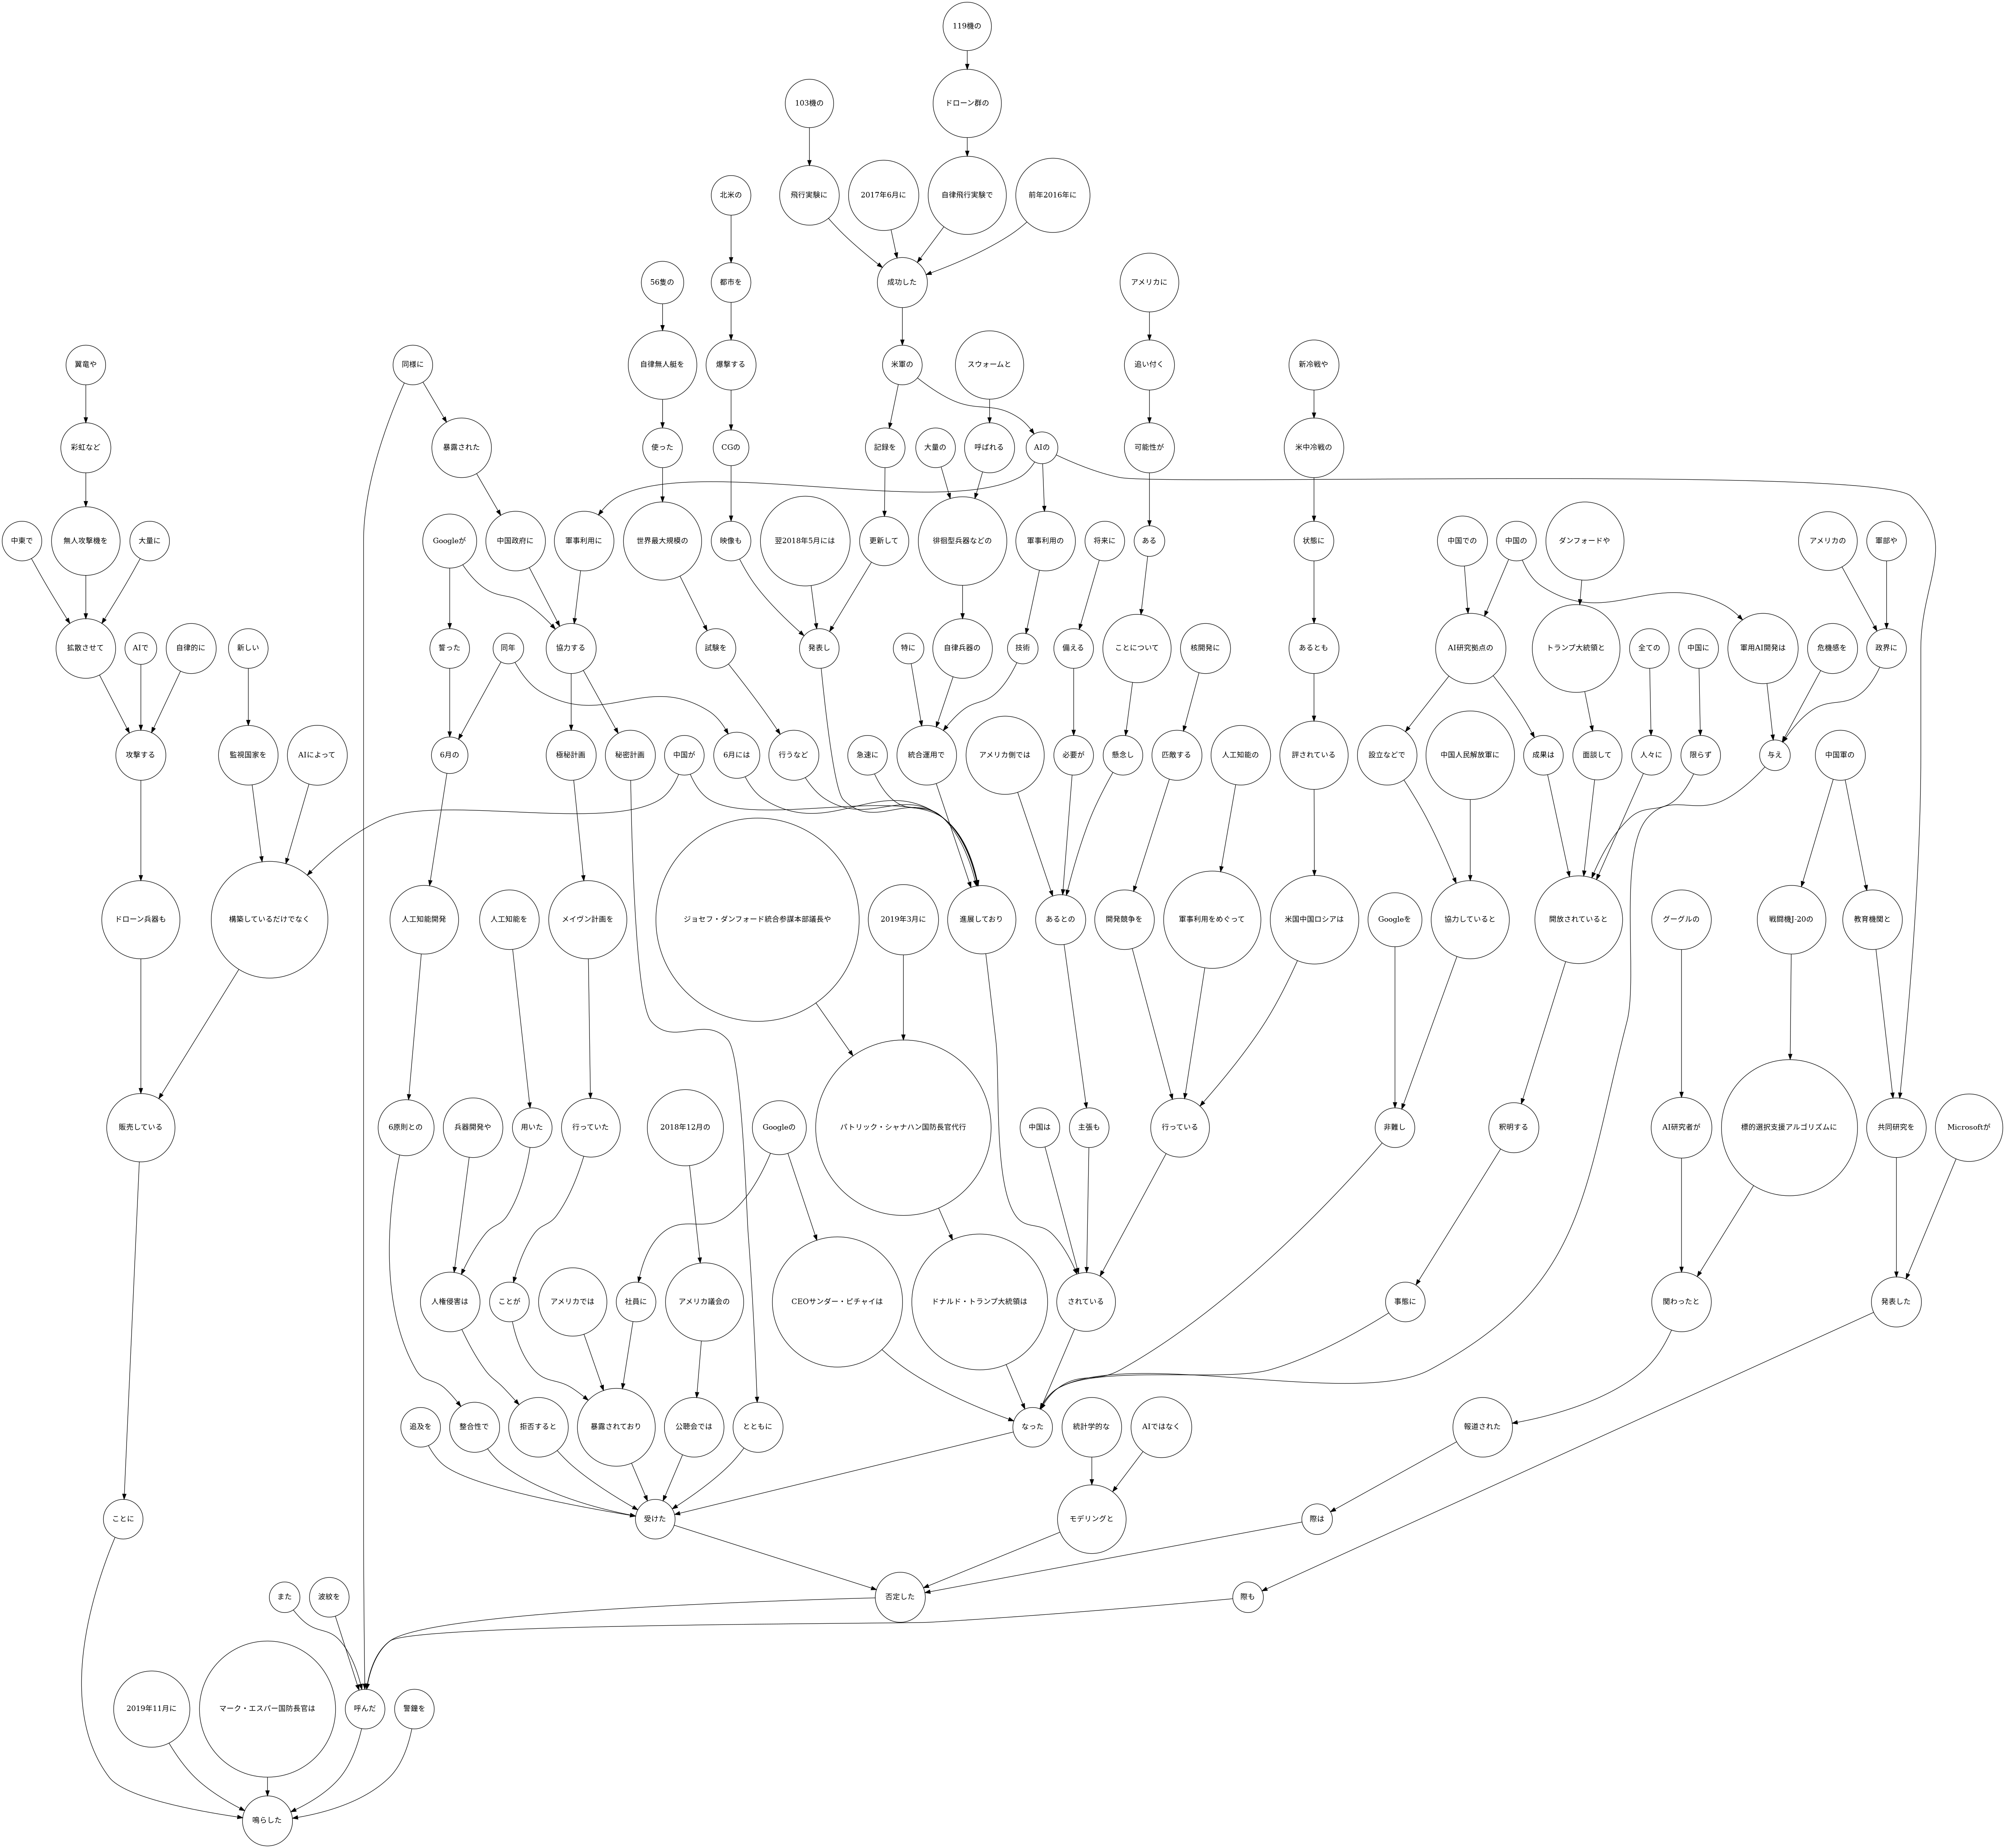 119機の
103機の
ドローン群の
北米の
飛行実験に
2017年6月に
自律飛行実験で
前年2016年に
56隻の
都市を
成功した
アメリカに
翼竜や
同様に
自律無人艇を
爆撃する
米軍の
スウォームと
追い付く
新冷戦や
彩虹など
暴露された
使った
CGの
記録を
大量の
呼ばれる
AIの
可能性が
米中冷戦の
中東で
無人攻撃機を
大量に
Googleが
中国政府に
軍事利用に
世界最大規模の
映像も
翌2018年5月には
更新して
徘徊型兵器などの
軍事利用の
将来に
ある
状態に
中国での
中国の
ダンフォードや
アメリカの
軍部や
拡散させて
AIで
自律的に
新しい
誓った
同年
協力する
試験を
発表し
特に
自律兵器の
技術
備える
ことについて
核開発に
あるとも
AI研究拠点の
トランプ大統領と
全ての
中国に
軍用AI開発は
危機感を
政界に
攻撃する
監視国家を
AIによって
6月の
極秘計画
秘密計画
中国が
6月には
行うなど
急速に
統合運用で
アメリカ側では
必要が
懸念し
匹敵する
人工知能の
評されている
設立などで
中国人民解放軍に
成果は
面談して
人々に
限らず
与え
中国軍の
ドローン兵器も
構築しているだけでなく
人工知能開発
人工知能を
メイヴン計画を
ジョセフ・ダンフォード統合参謀本部議長や
2019年3月に
進展しており
あるとの
開発競争を
軍事利用をめぐって
米国中国ロシアは
Googleを
協力していると
開放されていると
グーグルの
戦闘機J-20の
教育機関と
販売している
6原則との
兵器開発や
用いた
行っていた
2018年12月の
Googleの
パトリック・シャナハン国防長官代行
中国は
主張も
行っている
非難し
釈明する
AI研究者が
標的選択支援アルゴリズムに
共同研究を
Microsoftが
人権侵害は
ことが
アメリカでは
社員に
アメリカ議会の
CEOサンダー・ピチャイは
ドナルド・トランプ大統領は
されている
事態に
関わったと
発表した
追及を
整合性で
拒否すると
暴露されており
公聴会では
とともに
なった
統計学的な
AIではなく
報道された
ことに
受けた
モデリングと
際は
また
波紋を
否定した
際も
2019年11月に
マーク・エスパー国防長官は
呼んだ
警鐘を
鳴らした